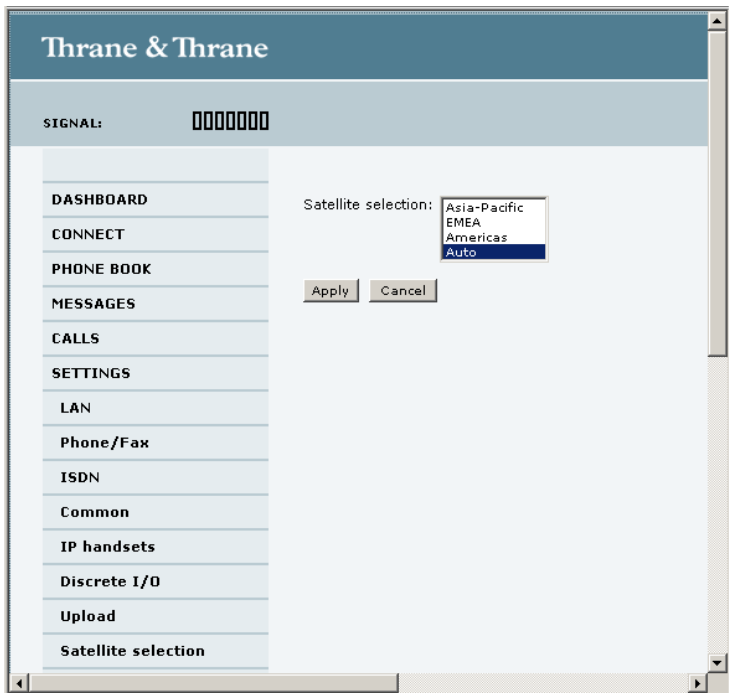 Thrane & Thrane
SIGNAL:
DASHBOARD
CONNECT
PHONE BOOK
MESSAGES
CALLS
SETTINGS
LAN
Phone/Fax
ISDN
Common
IP handsets
Discrete I/O
Upload
Satellite selection
Satellite selection:
Asia-Pacific
EMEA
Americas
Auto
Apply Cancel